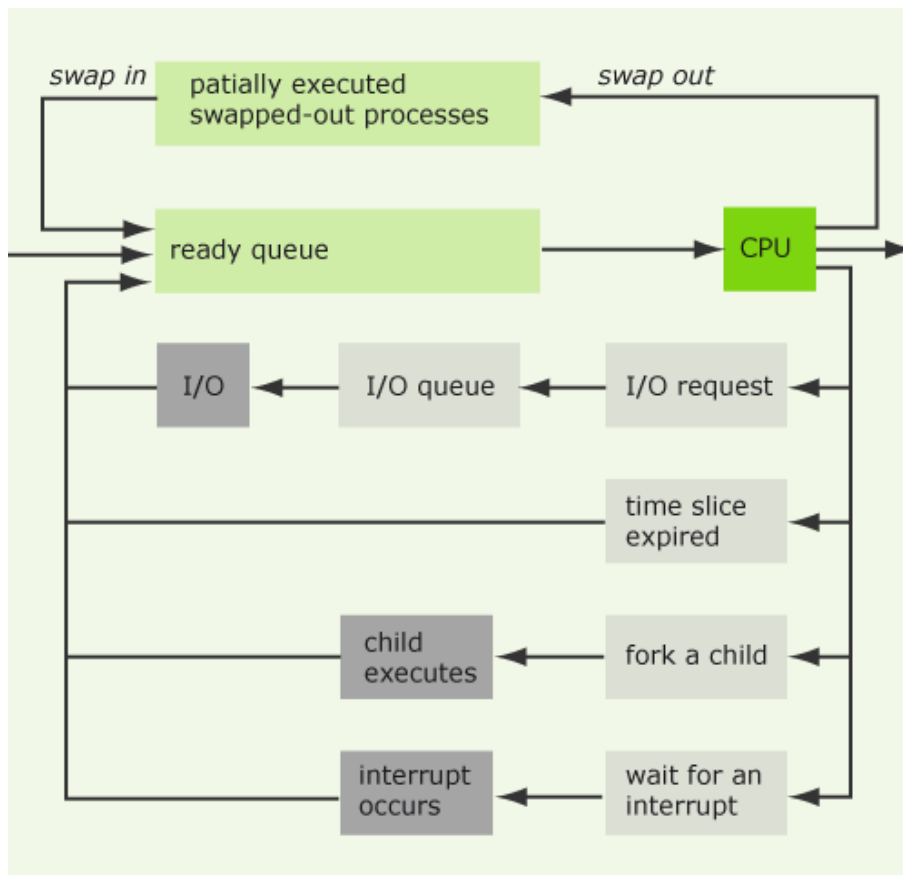 swap in
patially executed
swapped-out processes
swap out
ready queue
CPU
I/O
I/O queue
I/O request
time slice
expired
child
executes
fork a child
interrupt
occurs
wait for an
interrupt